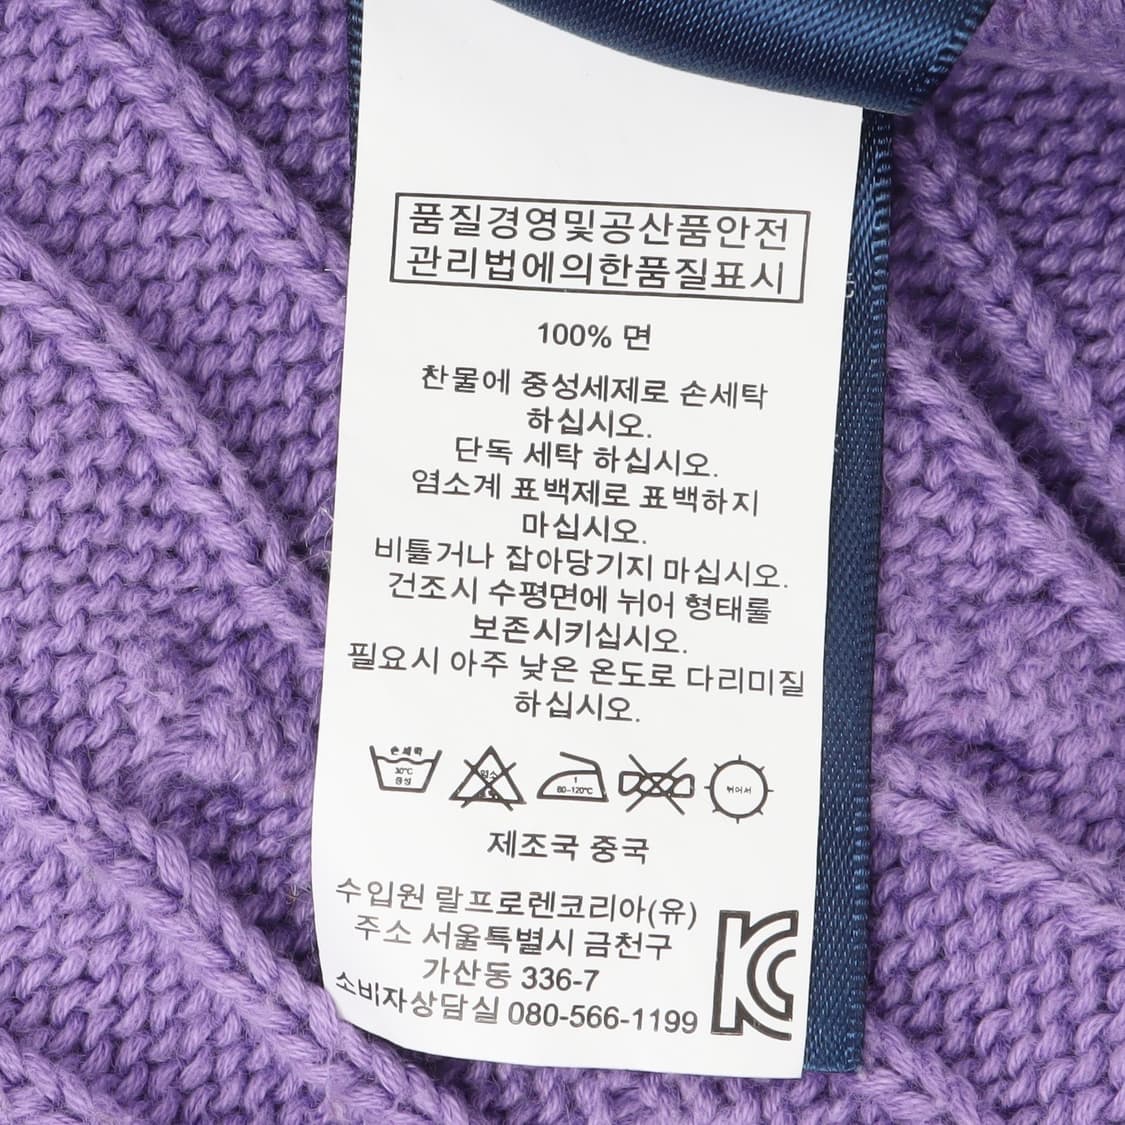 품질경영및공산품안전
관리법에의한품질표시
100% 면
찬물에 중성세제로 손세탁
하십시오.
단독 세탁 하십시오.
염소계 표백제로 표백하지
마십시오.
비틀거나 잡아당기지 마십시오.
건조시 수평면에 뉘어 형태를
보존시키십시오.
필요시 아주 낮은 온도로 다리미질
하십시오.
손세탁
30℃
중성
염소
1
80-120℃
뉘어서
제조국 중국
수입원 랄프로렌코리아(유)
주소 서울특별시 금천구
가산동 336-7
소비자상담실 080-566-1199
KC